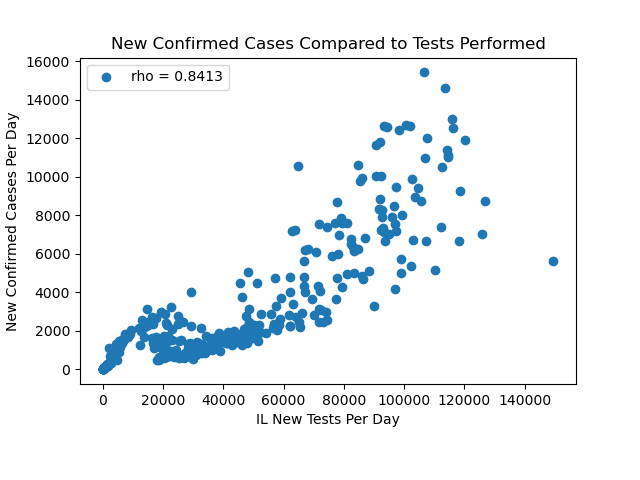 New Confirmed Cases Compared to Tests Performed
rho = 0.8413
New Confirmed Caeses Per Day
16000
14000
12000
10000
8000
6000
4000
2000
0
0 20000 40000 60000 80000 100000 120000 140000
IL New Tests Per Day